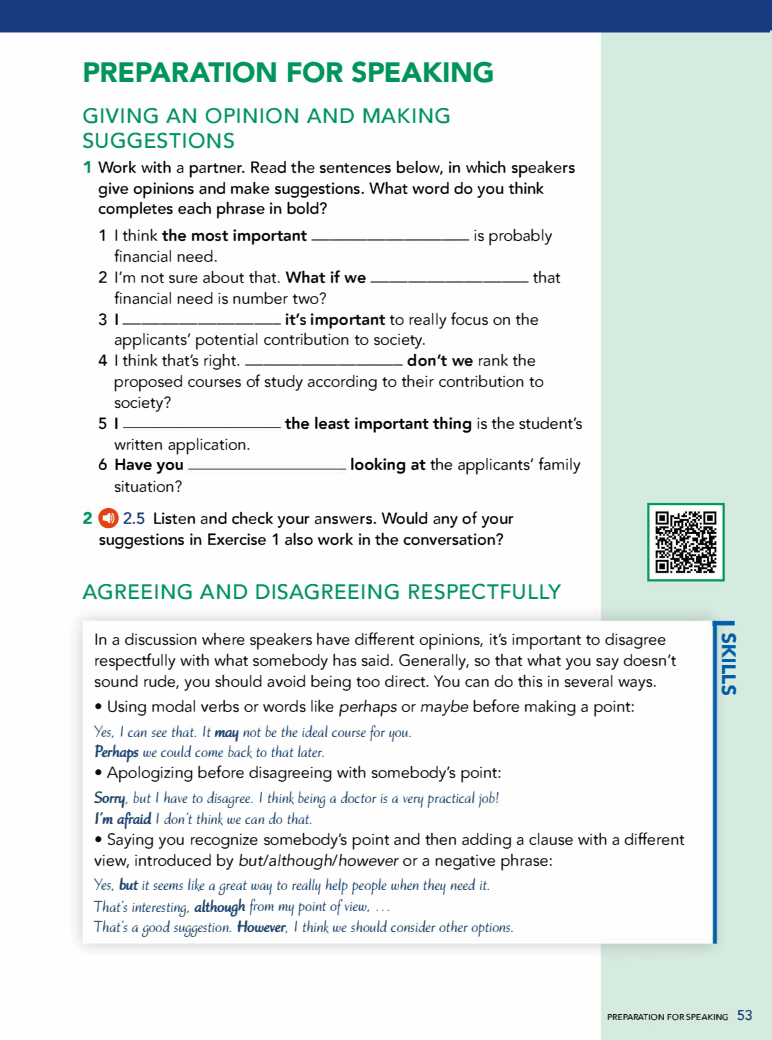 PREPARATION FOR SPEAKING
GIVING AN OPINION AND MAKING
SUGGESTIONS
1 Work with a partner. Read the sentences below, in which speakers
give opinions and make suggestions. What word do you think
completes each phrase in bold?
1 I think the most important ____________________ is probably
financial need.
2 I'm not sure about that. What if we ____________________ that
financial need is number two?
3 I ____________________ it's important to really focus on the
applicants' potential contribution to society.
4 I think that's right. ____________________ don't we rank the
proposed courses of study according to their contribution to
society?
5 I ____________________ the least important thing is the student's
written application.
6 Have you ____________________ looking at the applicants' family
situation?
2 2.5 Listen and check your answers. Would any of your
suggestions in Exercise 1 also work in the conversation?
AGREEING AND DISAGREEING RESPECTFULLY
In a discussion where speakers have different opinions, it's important to disagree
respectfully with what somebody has said. Generally, so that what you say doesn't
sound rude, you should avoid being too direct. You can do this in several ways.
• Using modal verbs or words like perhaps or maybe before making a point:
Yes, I can see that. It may not be the ideal course for you.
Perhaps we could come back to that later.
• Apologizing before disagreeing with somebody's point:
Sorry, but I have to disagree. I think being a doctor is a very practical job!
I'm afraid I don't think we can do that.
• Saying you recognize somebody's point and then adding a clause with a different
view, introduced by but/although/however or a negative phrase:
Yes, but it seems like a great way to really help people when they need it.
That's interesting, although from my point of view, ...
That's a good suggestion. However, I think we should consider other options.
SKILLS
PREPARATION FOR SPEAKING 53